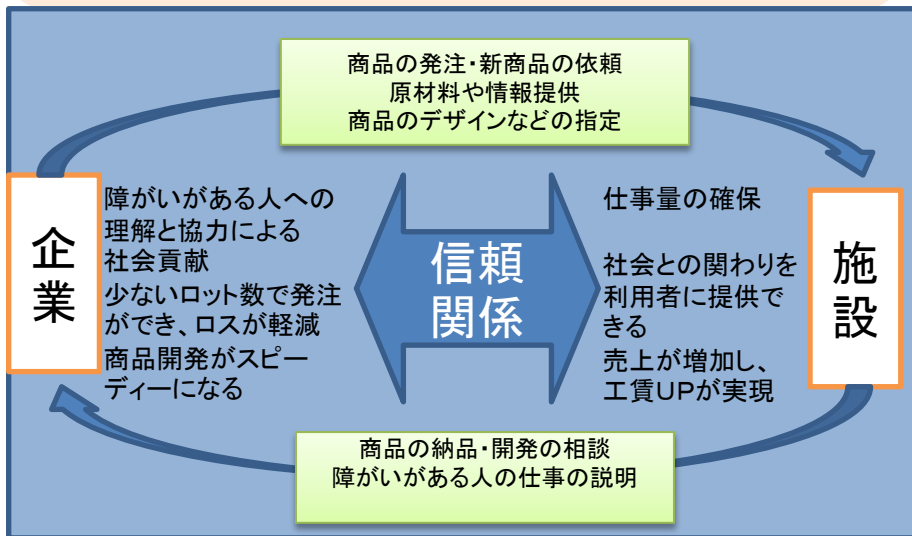 商品の発注・新商品の依頼
原材料や情報提供
商品のデザインなどの指定
企
業
障がいがある人への
理解と協力による
社会貢献
少ないロット数で発注
ができ、ロスが軽減
商品開発がスピー
ディーになる
信頼
関係
仕事量の確保
社会との関わりを
利用者に提供で
きる
売上が増加し、
工賃UPが実現
施
設
商品の納品・開発の相談
障がいがある人の仕事の説明